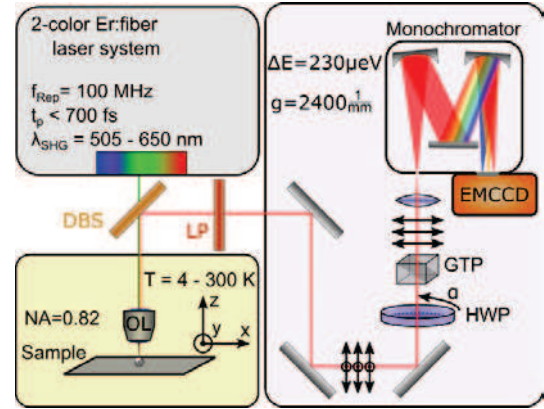 2-color Er:fiber
laser system
f_Rep= 100 MHz
t_p < 700 fs
λ_SHG = 505 - 650 nm
DBS
LP
T = 4 - 300 K
NA=0.82
OL
Sample
z
y
x
Monochromator
ΔE=230μeV
g=2400 1/mm
EMCCD
GTP
α
HWP